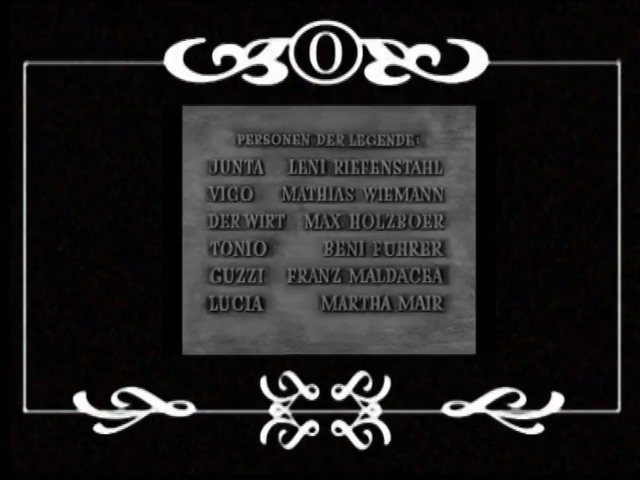 0
PERSONEN DER LEGENDE:
JUNTA LENI RIEFENSTAHL
VIGO MATHIAS WIEMANN
DER WIRT MAX HOLZBOER
TONIO BENI FÜHRER
GUZZI FRANZ MALDACEA
LUCIA MARTHA MAIR